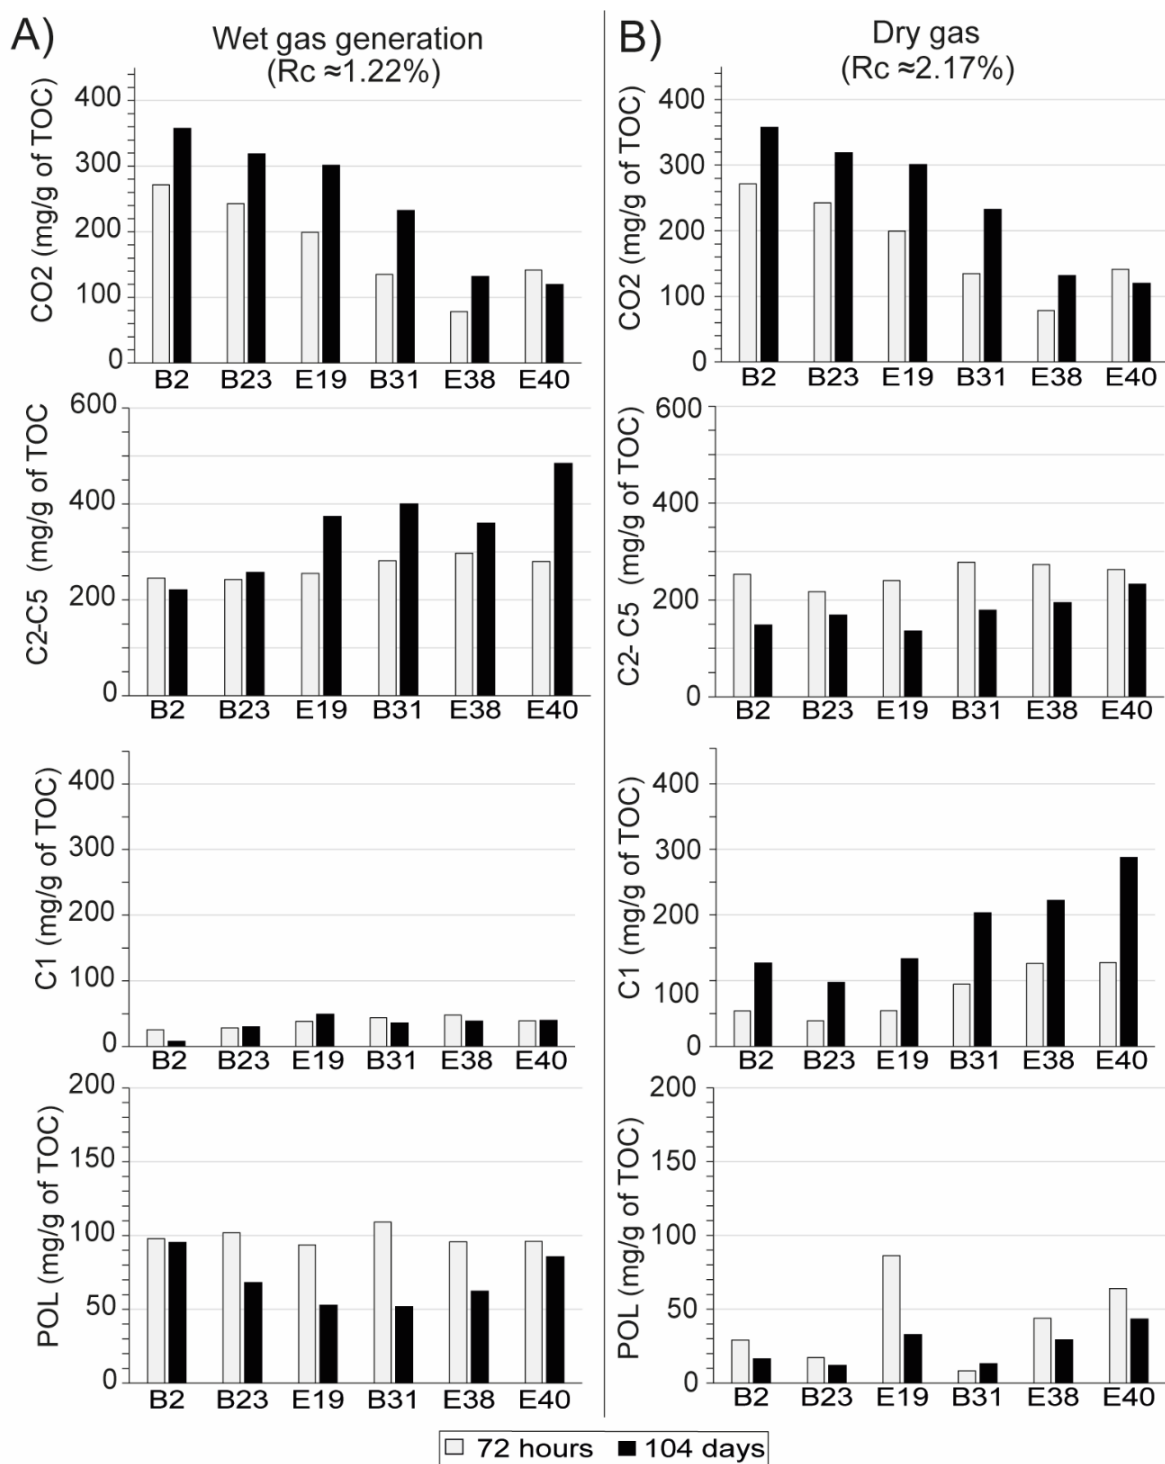 A)
Wet gas generation
(Rc ≈1.22%)
CO2 (mg/g of TOC)
400
300
200
100
0
B2 B23 E19 B31 E38 E40
C2-C5 (mg/g of TOC
600
400
200
0
B2 B23 E19 B31 E38 E40
C1 (mg/g of TOC)
400
300
200
100
0
B2 B23 E19 B31 E38 E40
POL (mg/g of TOC)
200
150
100
50
0
B2 B23 E19 B31 E38 E40
B)
Dry gas
(Rc ≈2.17%)
CO2 (mg/g of TOC)
400
300
200
100
0
B2 B23 E19 B31 E38 E40
C2- C5 (mg/g of TOC)
600
400
200
0
B2 B23 E19 B31 E38 E40
C1 (mg/g of TOC)
400
300
200
100
0
B2 B23 E19 B31 E38 E40
POL (mg/g of TOC)
200
150
100
50
0
B2 B23 E19 B31 E38 E40
72 hours 104 days